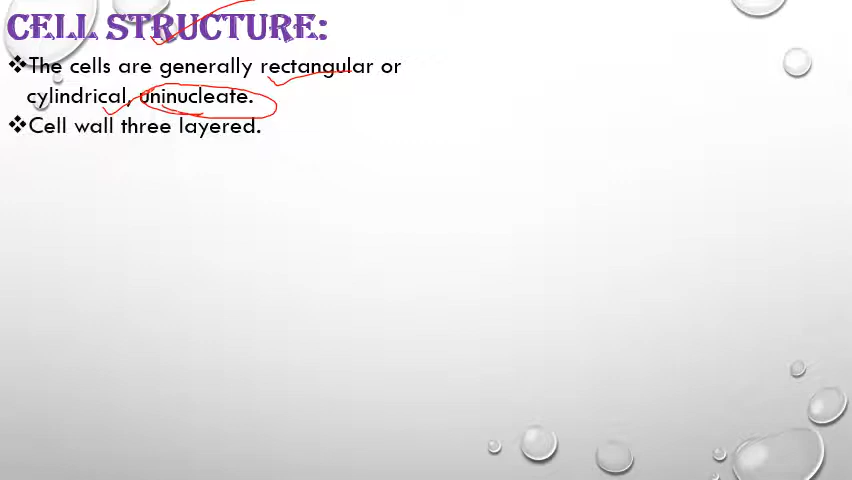 CELL STRUCTURE:
❖The cells are generally rectangular or
cylindrical, uninucleate.
❖Cell wall three layered.